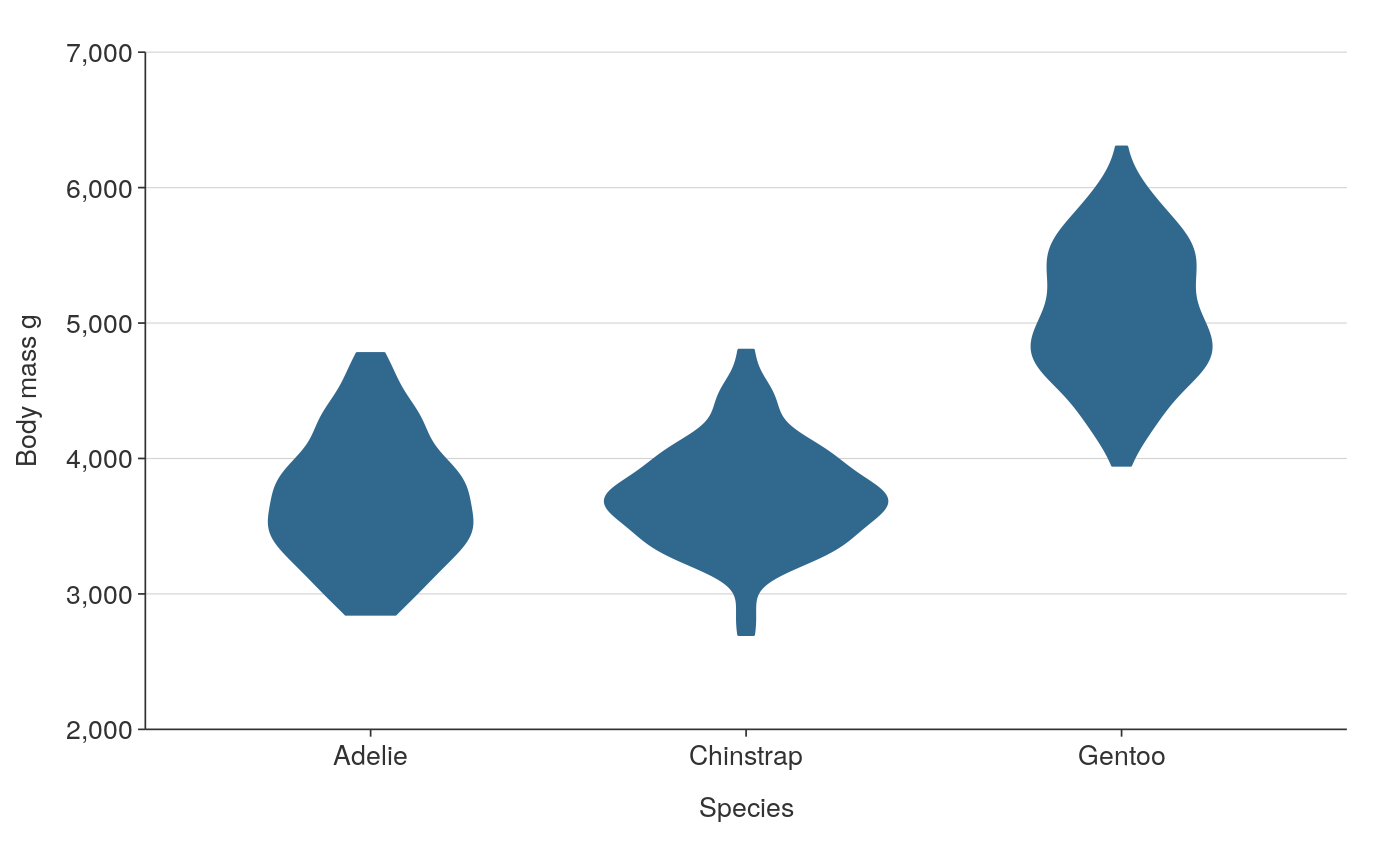 7,000
6,000
5,000
4,000
3,000
2,000
Body mass g
Adelie
Chinstrap
Gentoo
Species